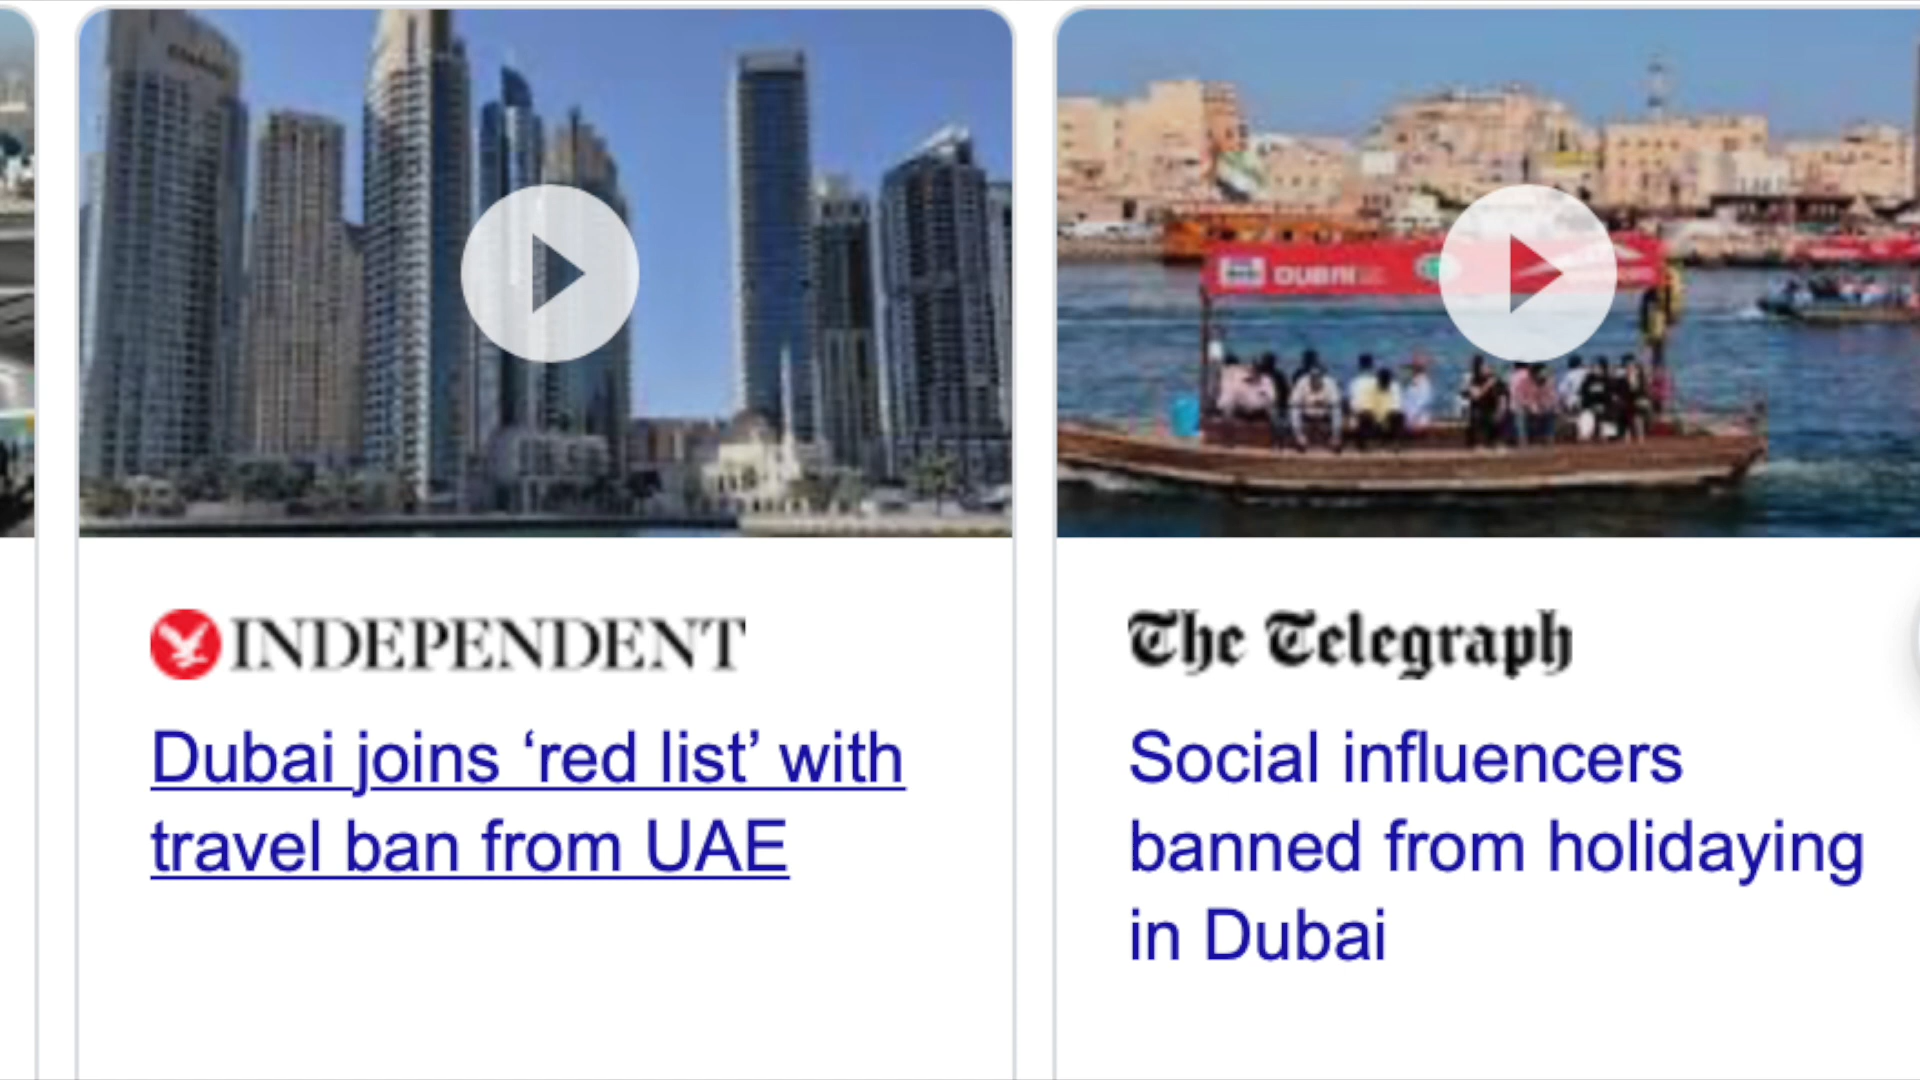 DUBAI
INDEPENDENT
Dubai joins ‘red list’ with
travel ban from UAE
The Telegraph
Social influencers
banned from holidaying
in Dubai